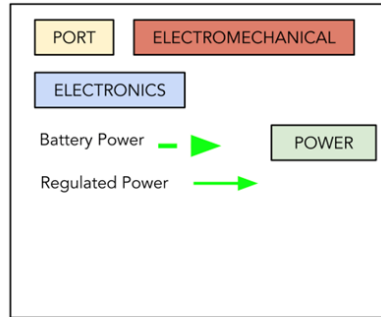 PORT
ELECTROMECHANICAL
ELECTRONICS
Battery Power
POWER
Regulated Power